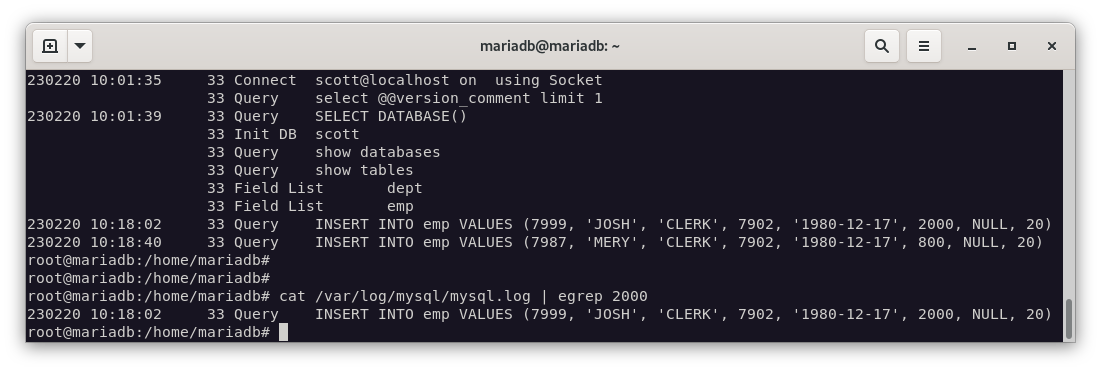 mariadb@mariadb: ~
230220 10:01:35     33 Connect  scott@localhost on  using Socket
                    33 Query    select @@version_comment limit 1
230220 10:01:39     33 Query    SELECT DATABASE()
                    33 Init DB  scott
                    33 Query    show databases
                    33 Query    show tables
                    33 Field List       dept
                    33 Field List       emp
230220 10:18:02     33 Query    INSERT INTO emp VALUES (7999, 'JOSH', 'CLERK', 7902, '1980-12-17', 2000, NULL, 20)
230220 10:18:40     33 Query    INSERT INTO emp VALUES (7987, 'MERY', 'CLERK', 7902, '1980-12-17', 800, NULL, 20)
root@mariadb:/home/mariadb#
root@mariadb:/home/mariadb#
root@mariadb:/home/mariadb# cat /var/log/mysql/mysql.log | egrep 2000
230220 10:18:02     33 Query    INSERT INTO emp VALUES (7999, 'JOSH', 'CLERK', 7902, '1980-12-17', 2000, NULL, 20)
root@mariadb:/home/mariadb#